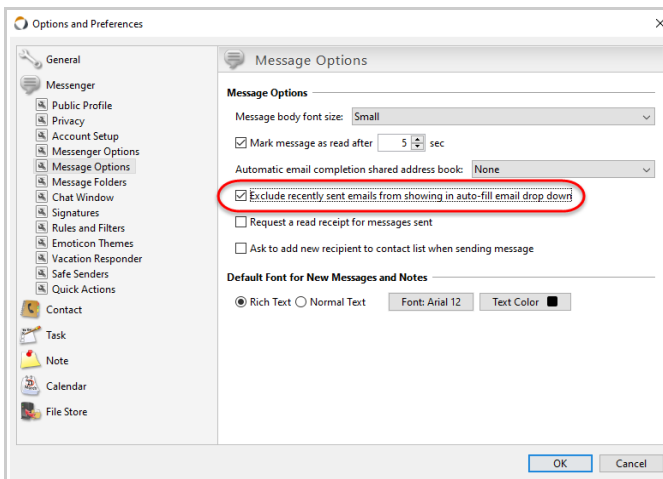 Options and Preferences
General
Messenger
Public Profile
Privacy
Account Setup
Messenger Options
Message Options
Message Folders
Chat Window
Signatures
Rules and Filters
Emoticon Themes
Vacation Responder
Safe Senders
Quick Actions
Contact
Task
Note
Calendar
File Store
Message Options
Message Options
Message body font size: Small
Mark message as read after 5 sec
Automatic email completion shared address book: None
Exclude recently sent emails from showing in auto-fill email drop down
Request a read receipt for messages sent
Ask to add new recipient to contact list when sending message
Default Font for New Messages and Notes
Rich Text Normal Text Font: Arial 12 Text Color
OK Cancel